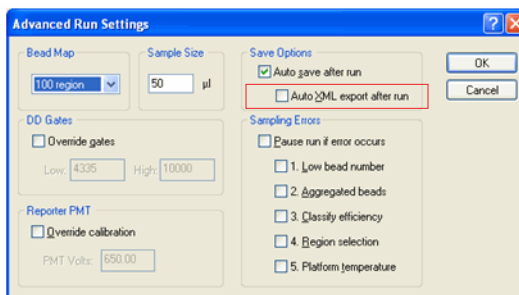 Advanced Run Settings
Bead Map
100 region
Sample Size
50 µl
Save Options
Auto save after run
Auto XML export after run
OK
Cancel
DD Gates
Override gates
Low: 4335 High: 10000
Sampling Errors
Pause run if error occurs
1. Low bead number
2. Aggregated beads
3. Classify efficiency
4. Region selection
5. Platform temperature
Reporter PMT
Override calibration
PMT Volts: 650.00